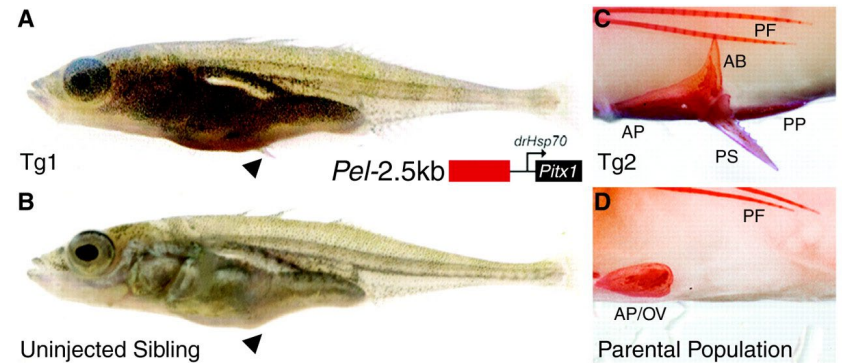 A
Tg1
Pel-2.5kb
drHsp70
Pitx1
B
Uninjected Sibling
C
PF
AB
AP
PP
PS
Tg2
D
PF
AP/OV
Parental Population